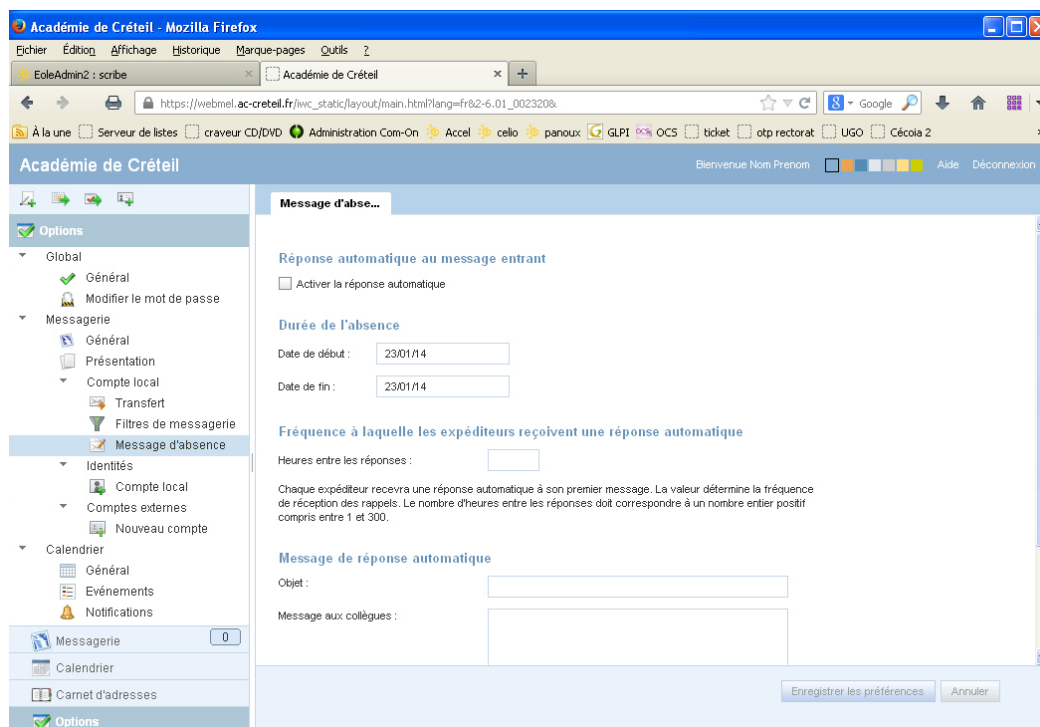 Académie de Créteil - Mozilla Firefox
Fichier Édition Affichage Historique Marque-pages Outils ?
EoleAdmin2 : scribe
Académie de Créteil
https://webmel.ac-creteil.fr/iwc_static/layout/main.html?lang=fr&2-6.01_002320&
Google
À la une Serveur de listes craveur CD/DVD Administration Com-On Accel celio panoux GLPI OCS ticket otp rectorat UGO Cécoia 2
Académie de Créteil
Bienvenue Nom Prenom
Aide Déconnexion
Options
Global
Général
Modifier le mot de passe
Messagerie
Général
Présentation
Compte local
Transfert
Filtres de messagerie
Message d'absence
Identités
Compte local
Comptes externes
Nouveau compte
Calendrier
Général
Evénements
Notifications
Messagerie 0
Calendrier
Carnet d'adresses
Options
Message d'abse...
Réponse automatique au message entrant
Activer la réponse automatique
Durée de l'absence
Date de début : 23/01/14
Date de fin : 23/01/14
Fréquence à laquelle les expéditeurs reçoivent une réponse automatique
Heures entre les réponses :
Chaque expéditeur recevra une réponse automatique à son premier message. La valeur détermine la fréquence
de réception des rappels. Le nombre d'heures entre les réponses doit correspondre à un nombre entier positif
compris entre 1 et 300.
Message de réponse automatique
Objet :
Message aux collègues :
Enregistrer les préférences Annuler